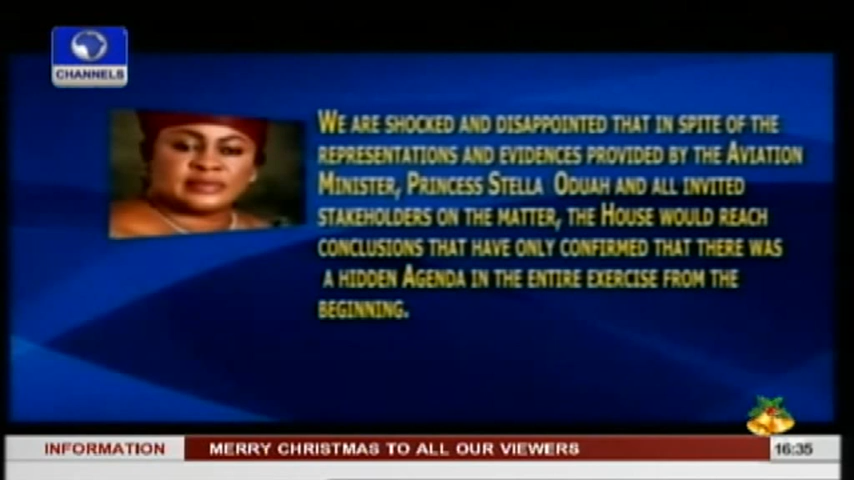 CHANNELS
WE ARE SHOCKED AND DISAPPOINTED THAT IN SPITE OF THE
REPRESENTATIONS AND EVIDENCES PROVIDED BY THE AVIATION
MINISTER, PRINCESS STELLA ODUAH AND ALL INVITED
STAKEHOLDERS ON THE MATTER, THE HOUSE WOULD REACH
CONCLUSIONS THAT HAVE ONLY CONFIRMED THAT THERE WAS
A HIDDEN AGENDA IN THE ENTIRE EXERCISE FROM THE
BEGINNING.
INFORMATION MERRY CHRISTMAS TO ALL OUR VIEWERS 16:35